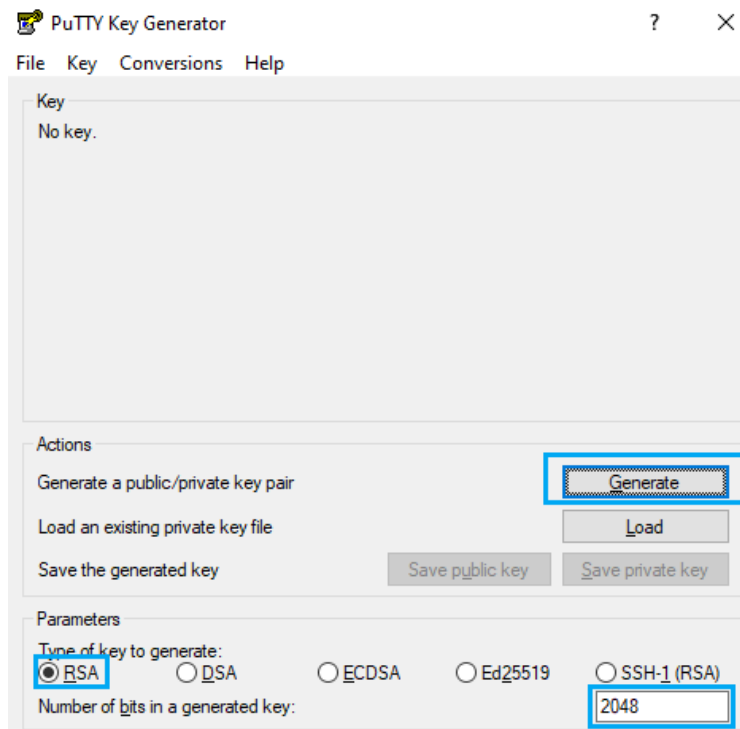 PuTTY Key Generator ?
File Key Conversions Help
Key
No key.
Actions
Generate a public/private key pair Generate
Load an existing private key file Load
Save the generated key Save public key Save private key
Parameters
Type of key to generate:
RSA DSA ECDSA Ed25519 SSH-1 (RSA)
Number of bits in a generated key: 2048